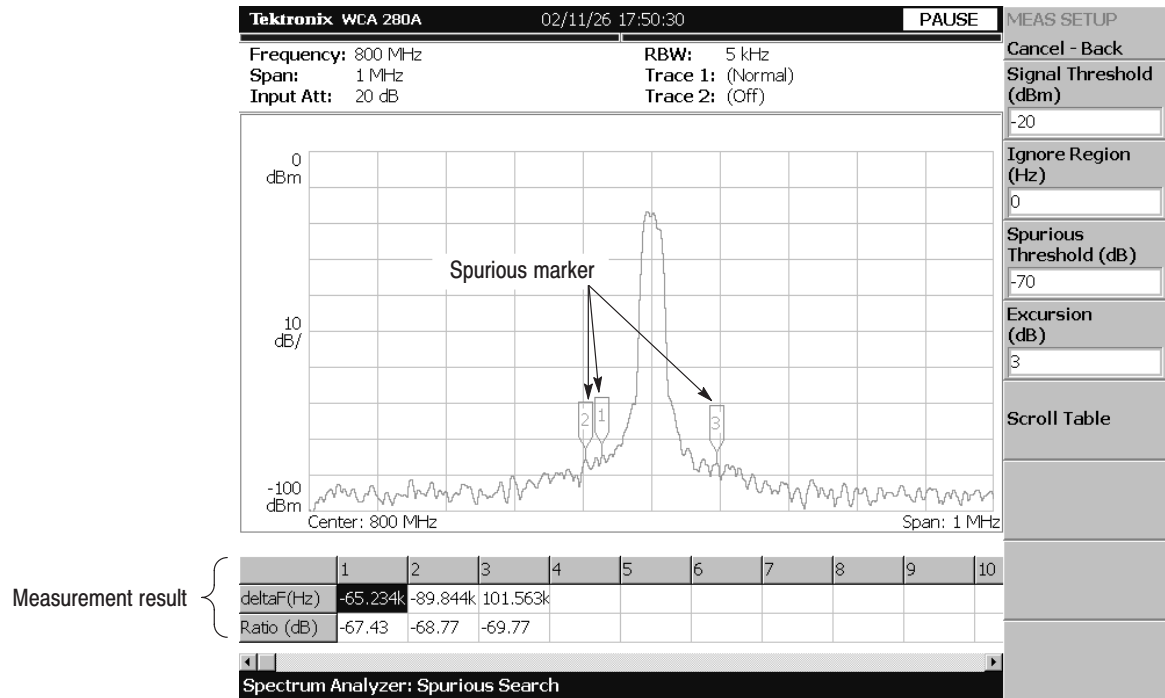 Tektronix WCA 280A 02/11/26 17:50:30 PAUSE
Frequency: 800 MHz RBW: 5 kHz
Span: 1 MHz Trace 1: (Normal)
Input Att: 20 dB Trace 2: (Off)
0
dBm
Spurious marker
10
dB/
2 1 3
-100
dBm
Center: 800 MHz Span: 1 MHz
Measurement result
1 2 3 4 5 6 7 8 9 10
deltaF(Hz) -65.234k -89.844k 101.563k
Ratio (dB) -67.43 -68.77 -69.77
Spectrum Analyzer: Spurious Search
MEAS SETUP
Cancel - Back
Signal Threshold
(dBm)
-20
Ignore Region
(Hz)
0
Spurious
Threshold (dB)
-70
Excursion
(dB)
3
Scroll Table